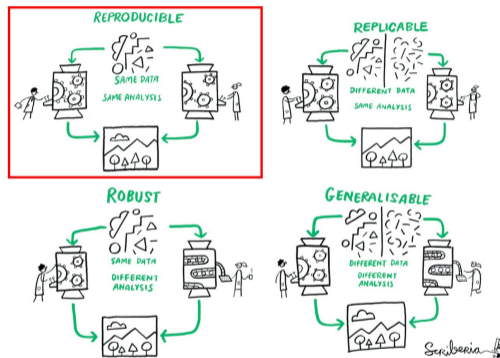 REPRODUCIBLE
SAME DATA
SAME ANALYSIS
REPLICABLE
DIFFERENT DATA
SAME ANALYSIS
ROBUST
SAME DATA
DIFFERENT
ANALYSIS
GENERALISABLE
DIFFERENT DATA
DIFFERENT
ANALYSIS
Scriberia